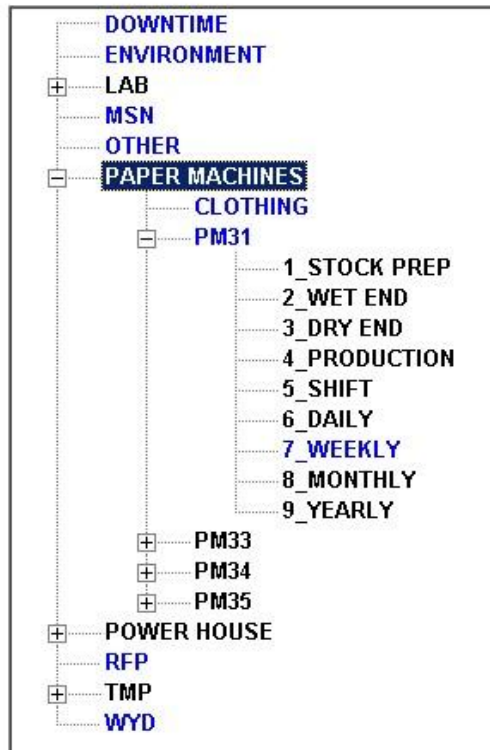 DOWNTIME
ENVIRONMENT
LAB
MSN
OTHER
PAPER MACHINES
CLOTHING
PM31
1_STOCK PREP
2_WET END
3_DRY END
4_PRODUCTION
5_SHIFT
6_DAILY
7_WEEKLY
8_MONTHLY
9_YEARLY
PM33
PM34
PM35
POWER HOUSE
RFP
TMP
WYD